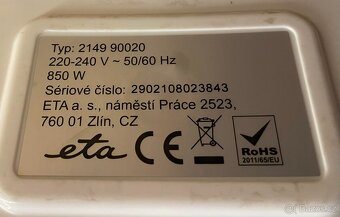 Typ: 2149 90020
220-240 V ~ 50/60 Hz
850 W
Sériové číslo: 2902108023843
ETA a. s., náměstí Práce 2523,
760 01 Zlín, CZ
eta
CE
RoHS
2011/65/EU